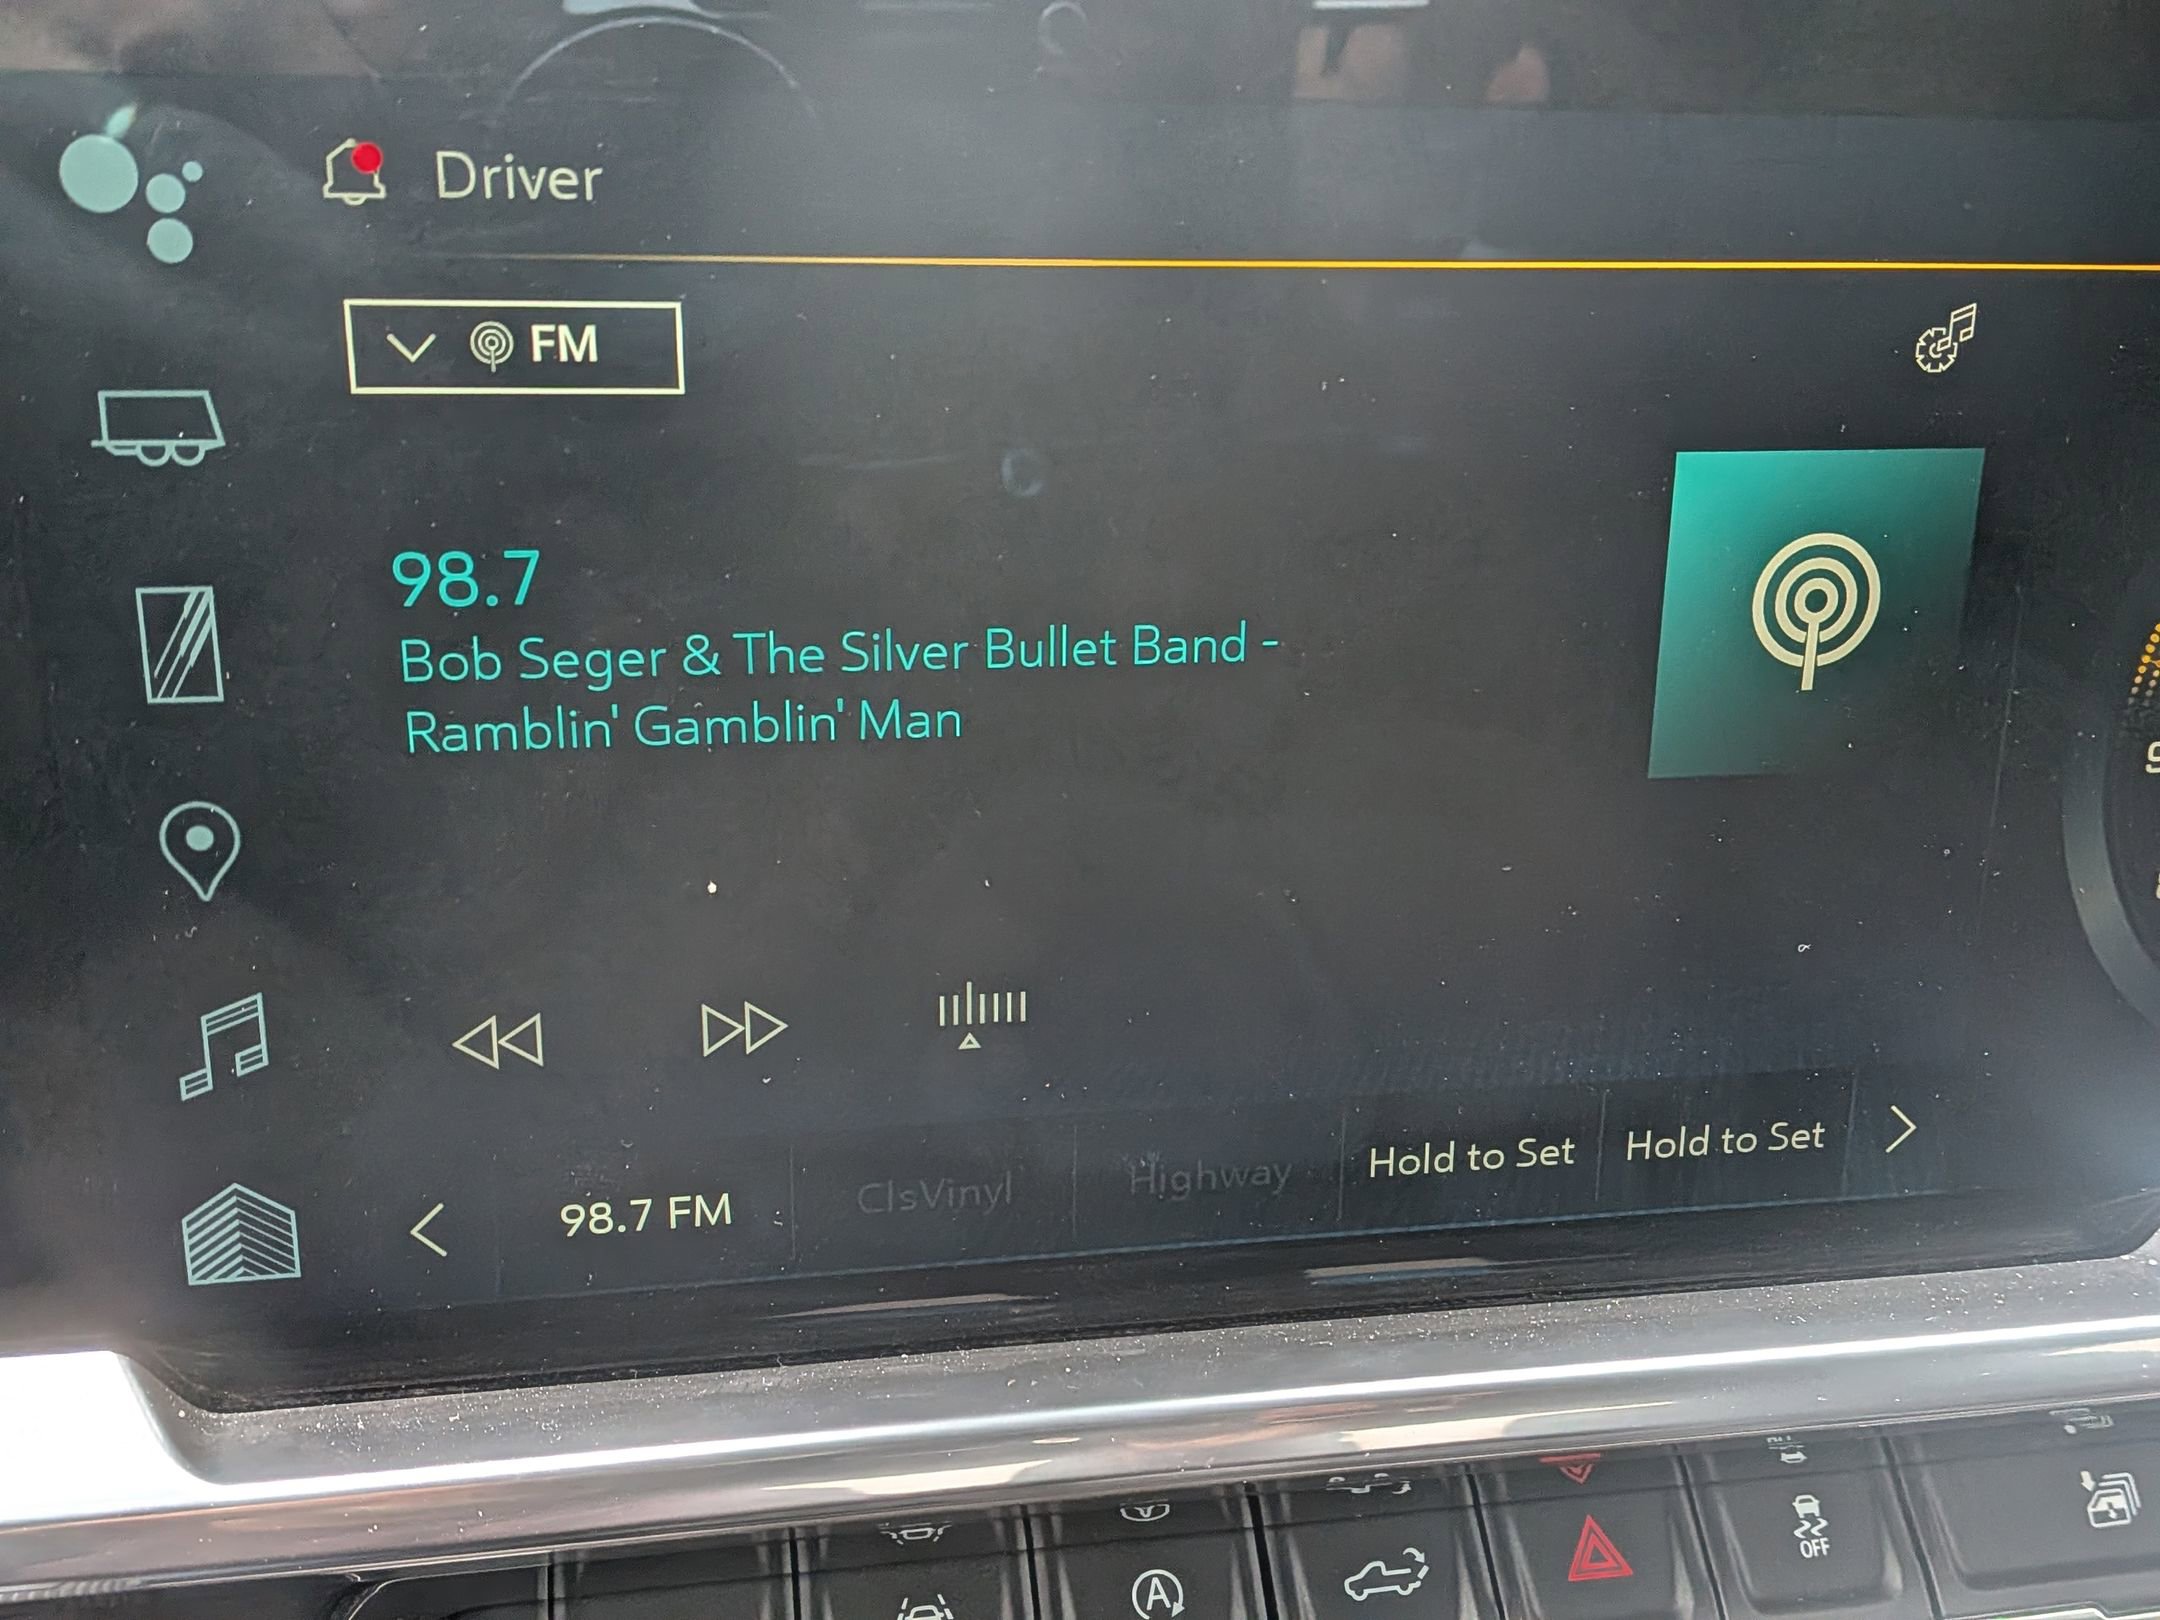 Driver
FM
98.7
Bob Seger & The Silver Bullet Band -
Ramblin' Gamblin' Man
98.7 FM
ClsVinyl
Highway
Hold to Set
Hold to Set
A
OFF